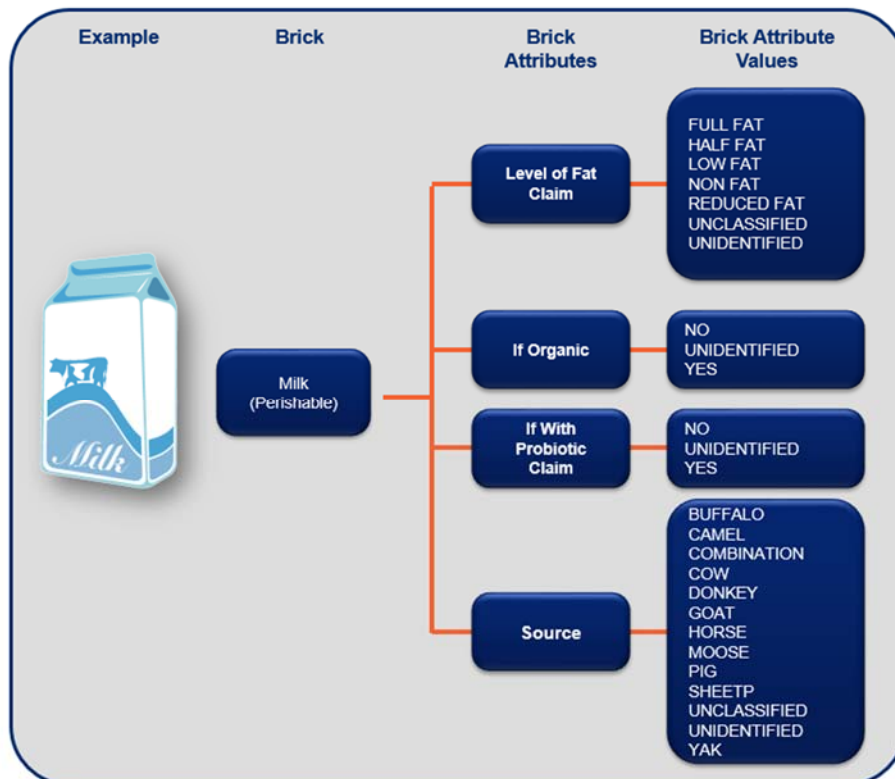 Example
Brick
Brick
Attributes
Brick Attribute
Values
Milk
Milk
(Perishable)
Level of Fat
Claim
FULL FAT
HALF FAT
LOW FAT
NON FAT
REDUCED FAT
UNCLASSIFIED
UNIDENTIFIED
If Organic
NO
UNIDENTIFIED
YES
If With
Probiotic
Claim
NO
UNIDENTIFIED
YES
Source
BUFFALO
CAMEL
COMBINATION
COW
DONKEY
GOAT
HORSE
MOOSE
PIG
SHEETP
UNCLASSIFIED
UNIDENTIFIED
YAK